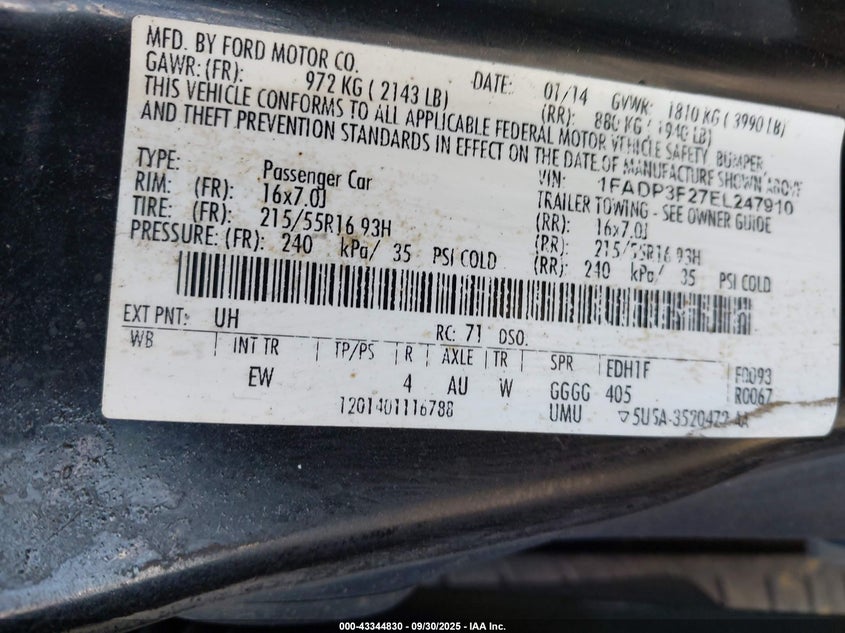 MFD. BY FORD MOTOR CO. DATE: 01/14 GVWR: 1810 KG ( 3990 LB)
GAWR: (FR): 972 KG ( 2143 LB) (RR): 880 KG ( 1940 LB)
THIS VEHICLE CONFORMS TO ALL APPLICABLE FEDERAL MOTOR VEHICLE SAFETY, BUMPER,
AND THEFT PREVENTION STANDARDS IN EFFECT ON THE DATE OF MANUFACTURE SHOWN ABOVE
VIN: 1FADP3F27EL247910
TYPE: Passenger Car TRAILER TOWING - SEE OWNER GUIDE
RIM: (FR): 16x7.0J (RR): 16x7.0J
TIRE: (FR): 215/55R16 93H (RR): 215/55R16 93H
PRESSURE: (FR): 240 kPa/ 35 PSI COLD (RR): 240 kPa/ 35 PSI COLD
EXT PNT: UH RC: 71 DSO:
WB INT TR TP/PS R AXLE TR SPR EDH1F F0093
EW 4 AU W GGGG 405 R0067
1201401116788 UMU 5U5A-3520472-AA
000-43344830 - 09/30/2025 - IAA Inc.